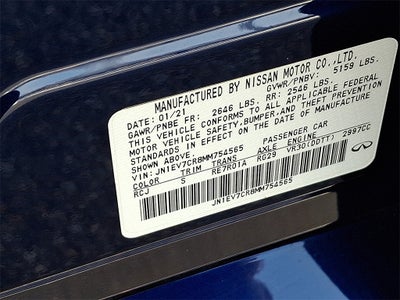 MANUFACTURED BY NISSAN MOTOR CO.,LTD.
DATE: 01/21 GVWR/PNBV: 5159 LBS.
GAWR/PNBE FR: 2646 LBS. RR: 2546 LBS.
THIS VEHICLE CONFORMS TO ALL APPLICABLE FEDERAL
MOTOR VEHICLE SAFETY,BUMPER,AND THEFT PREVENTION
STANDARDS IN EFFECT ON THE DATE OF MANUFACTURE
SHOWN ABOVE.
VIN: JN1EV7CR8MM754565 PASSENGER CAR
COLOR TRIM TRANS AXLE ENGINE
RCJ S RE7R01A RG29 VR30(DDTT) 2997CC
JN1EV7CR8MM754565